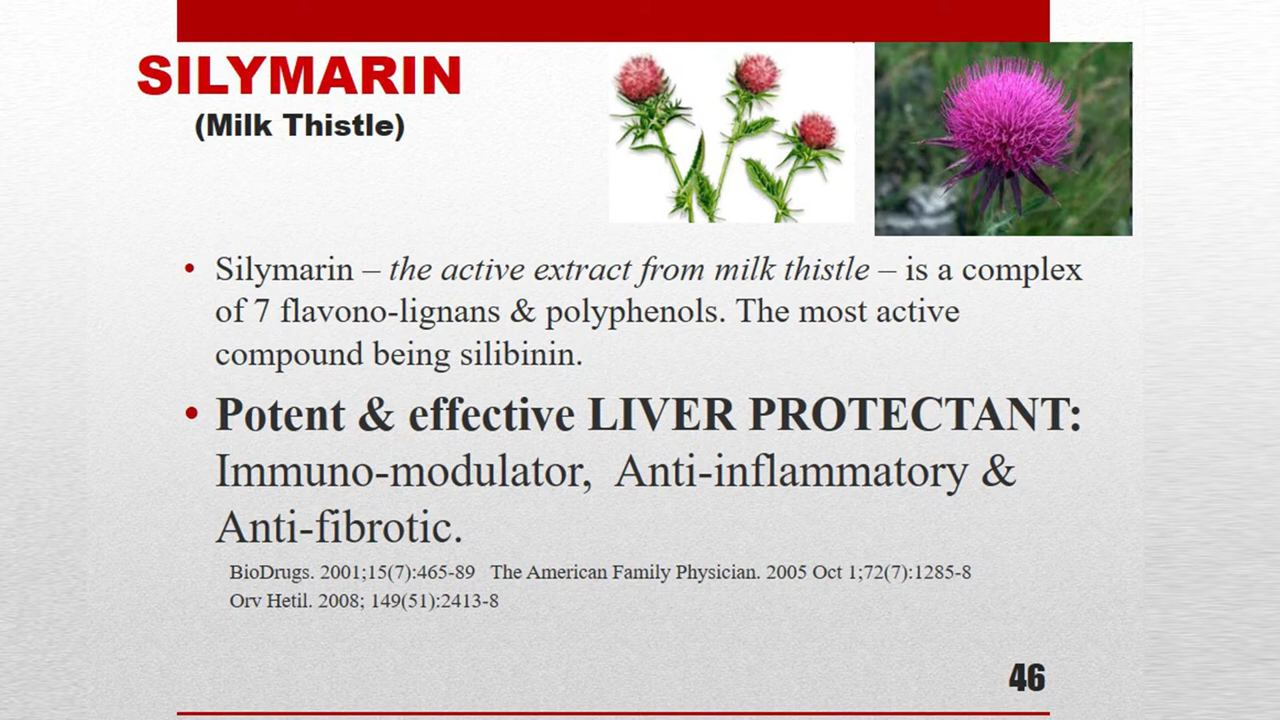 SILYMARIN
(Milk Thistle)
• Silymarin – the active extract from milk thistle – is a complex
of 7 flavono-lignans & polyphenols. The most active
compound being silibinin.
• Potent & effective LIVER PROTECTANT:
Immuno-modulator,  Anti-inflammatory &
Anti-fibrotic.
BioDrugs. 2001;15(7):465-89   The American Family Physician. 2005 Oct 1;72(7):1285-8
Orv Hetil. 2008; 149(51):2413-8
46